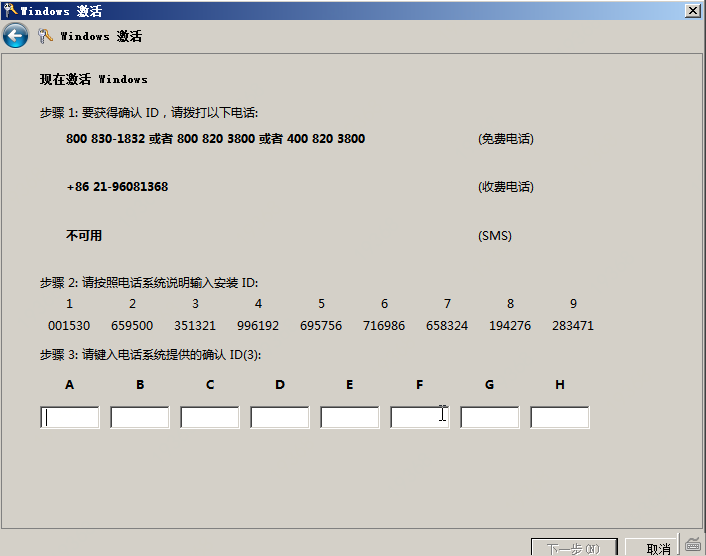 Windows 激活
Windows 激活
现在激活 Windows
步骤 1: 要获得确认 ID，请拨打以下电话:
800 830-1832 或者 800 820 3800 或者 400 820 3800 (免费电话)
+86 21-96081368 (收费电话)
不可用 (SMS)
步骤 2: 请按照电话系统说明输入安装 ID:
1 2 3 4 5 6 7 8 9
001530 659500 351321 996192 695756 716986 658324 194276 283471
步骤 3: 请键入电话系统提供的确认 ID(3):
A B C D E F G H
下一步(N) 取消